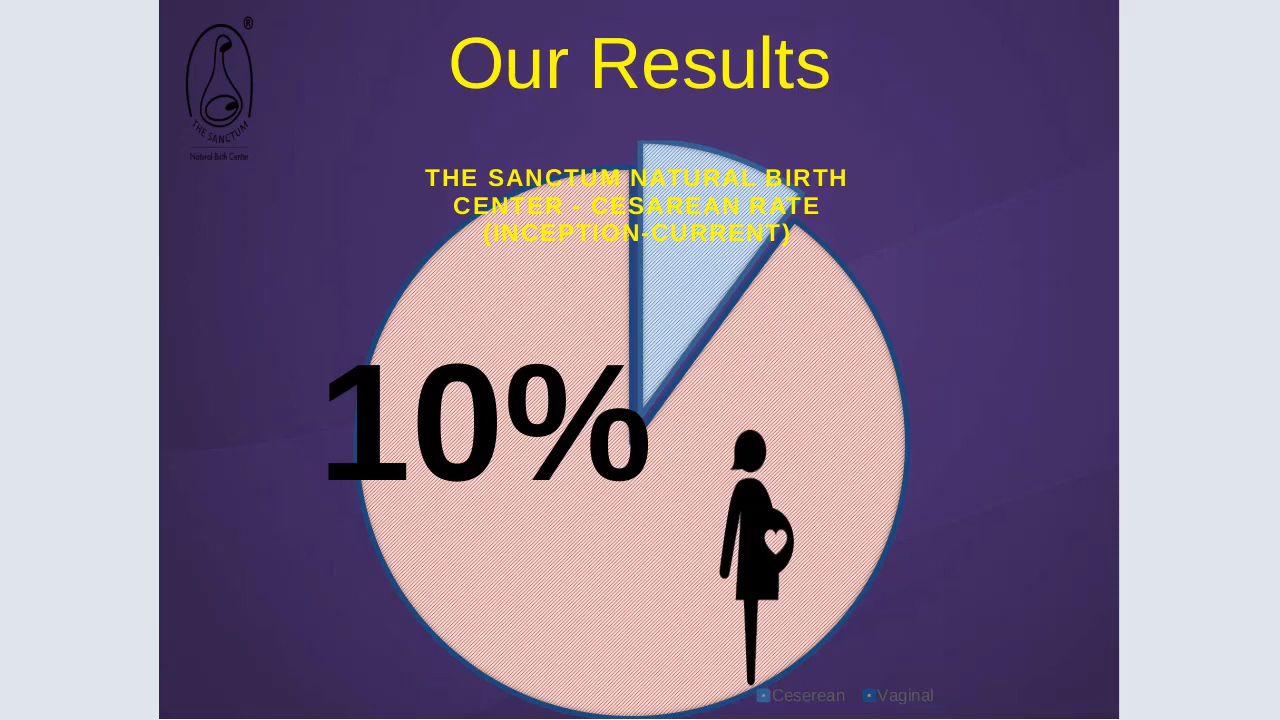 ®
THE SANCTUM
Natural Birth Center
Our Results
THE SANCTUM NATURAL BIRTH
CENTER - CESAREAN RATE
(INCEPTION-CURRENT)
10%
Ceserean Vaginal